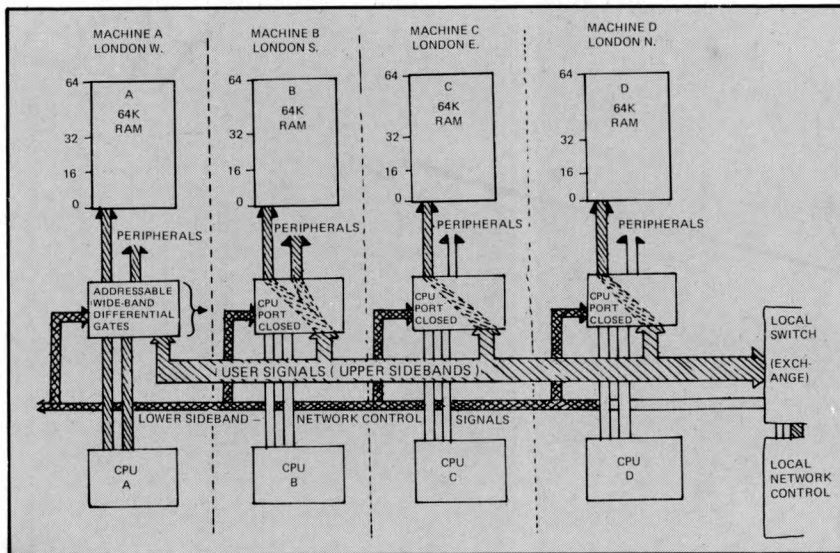 MACHINE A
LONDON W.
MACHINE B
LONDON S.
MACHINE C
LONDON E.
MACHINE D
LONDON N.
64
32
16
0
A
64K
RAM
64
32
16
0
B
64K
RAM
64
32
16
0
C
64K
RAM
64
32
16
0
D
64K
RAM
PERIPHERALS
PERIPHERALS
PERIPHERALS
PERIPHERALS
ADDRESSABLE
WIDE-BAND
DIFFERENTIAL
GATES
CPU
PORT
CLOSED
CPU
PORT
CLOSED
CPU
PORT
CLOSED
LOCAL
SWITCH
(EXCH-
ANGE)
USER SIGNALS ( UPPER SIDEBANDS )
LOWER SIDEBAND – NETWORK CONTROL SIGNALS
CPU
A
CPU
B
CPU
C
CPU
D
LOCAL
NETWORK
CONTROL